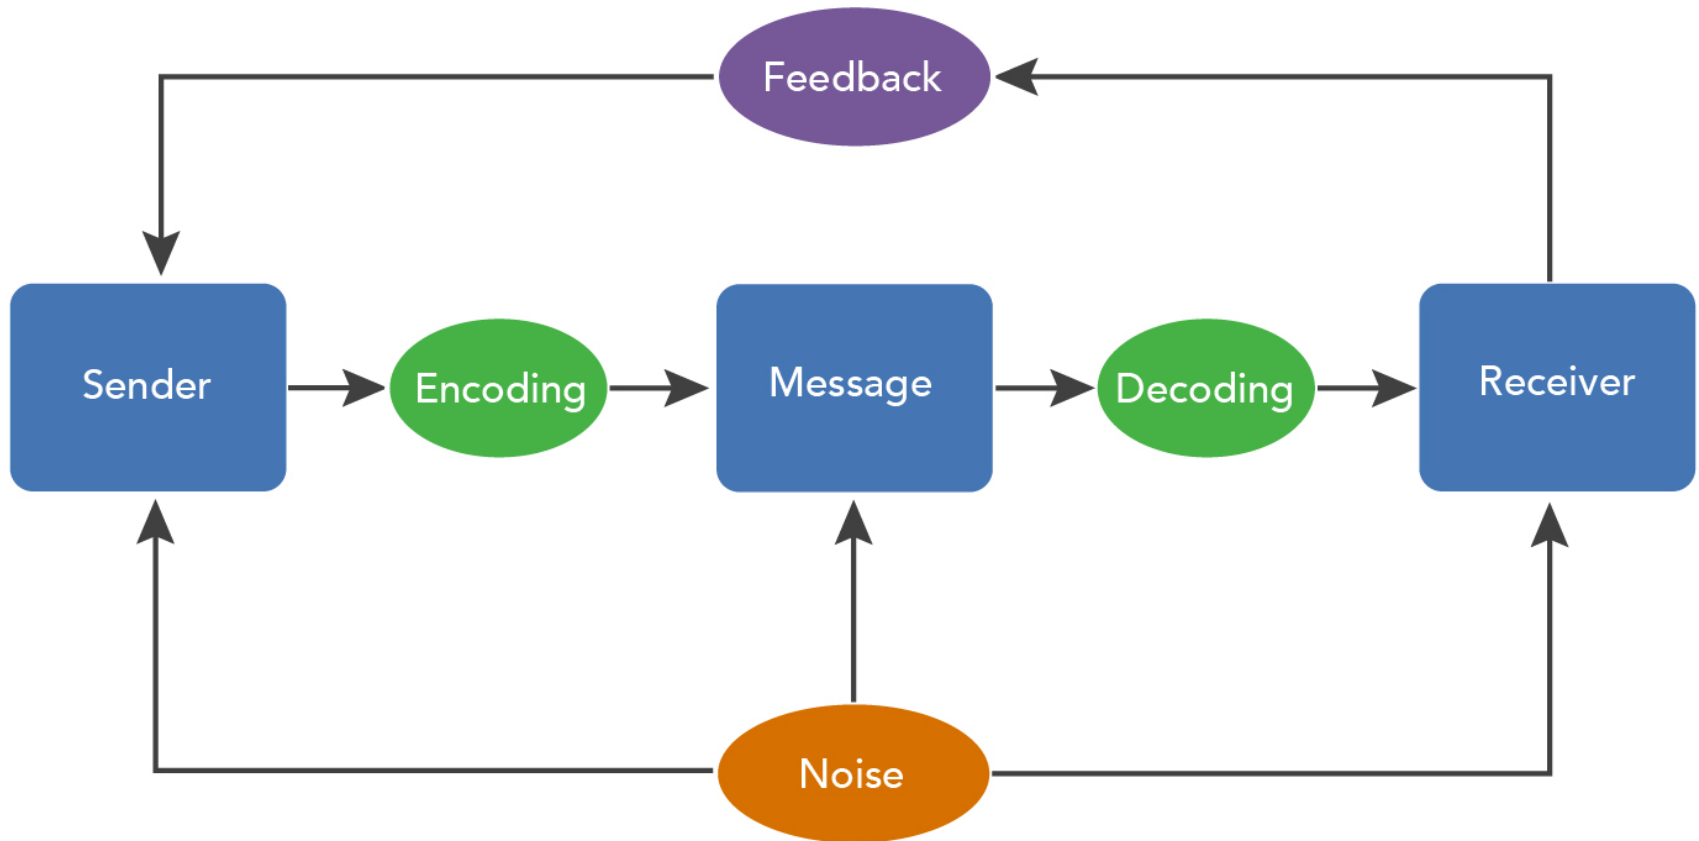 Feedback
Sender
Encoding
Message
Decoding
Receiver
Noise